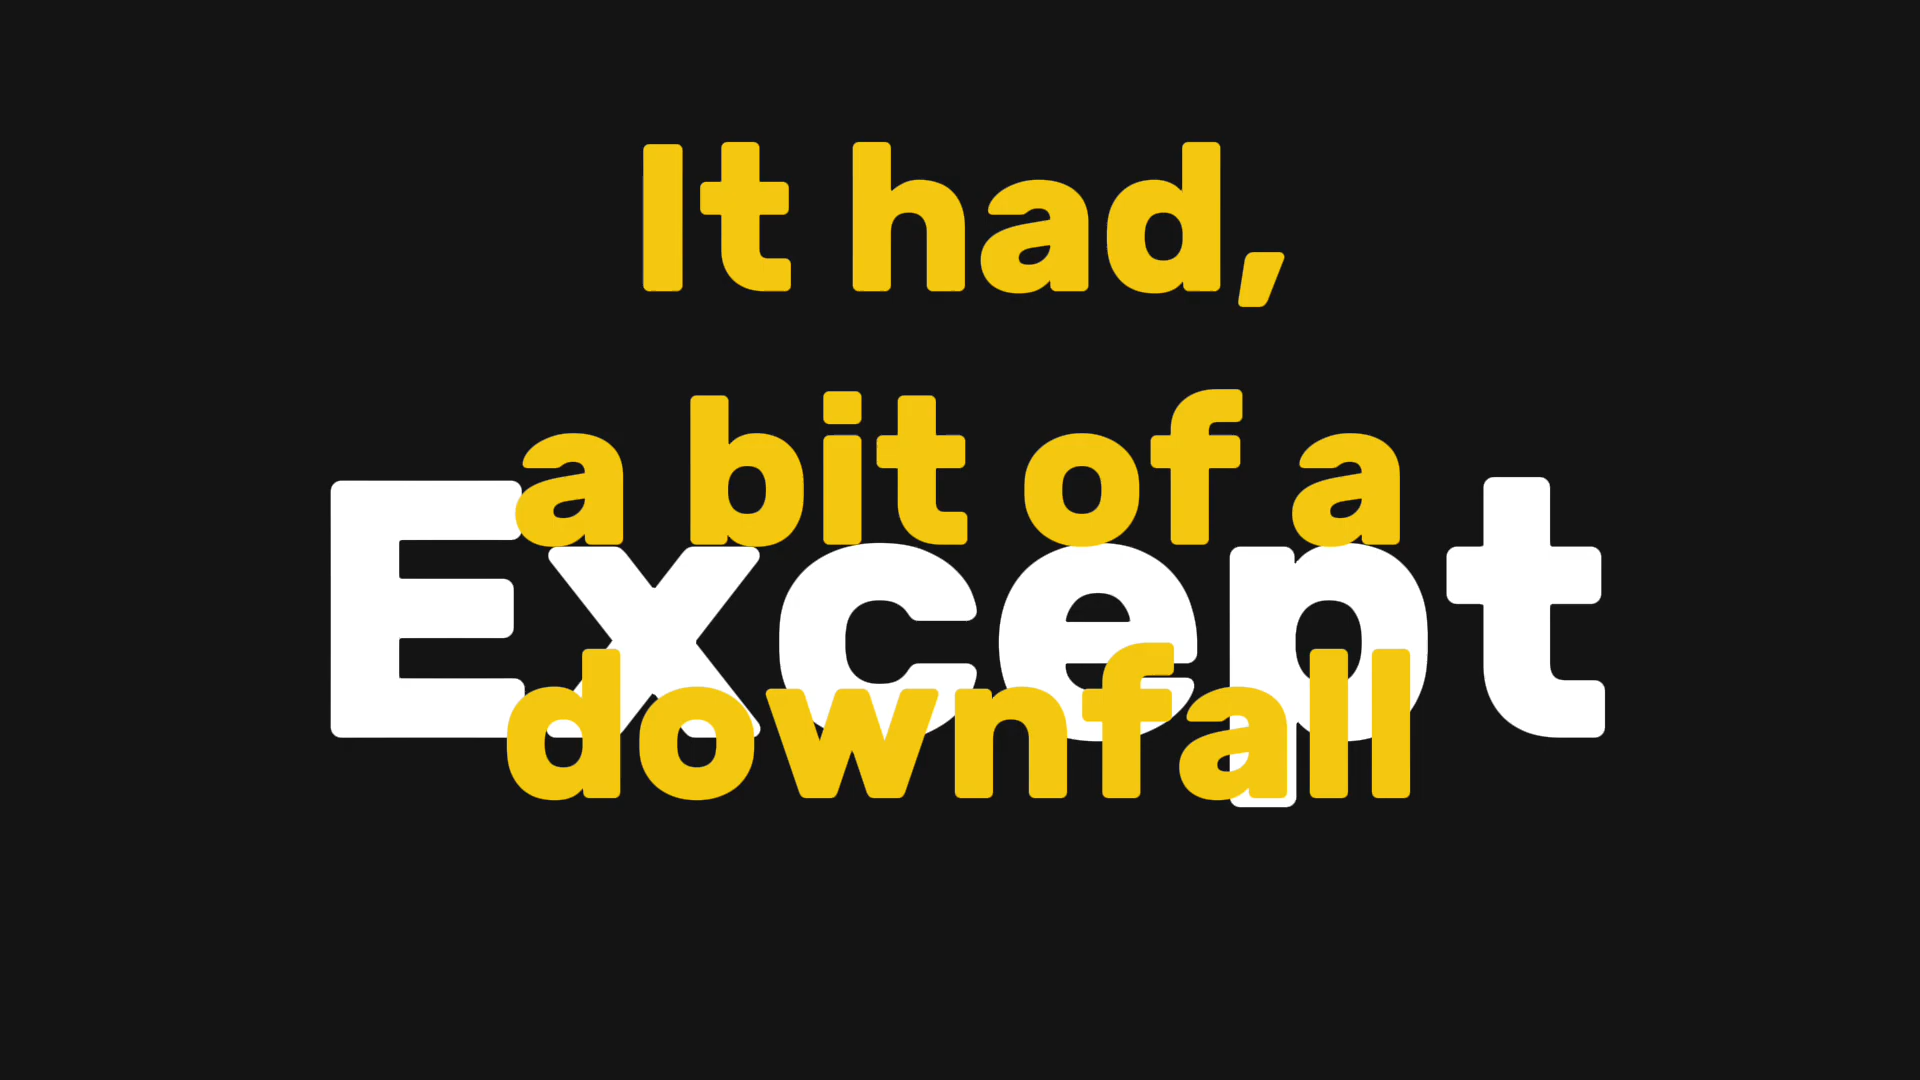 It had,
a bit of a
Except
downfall